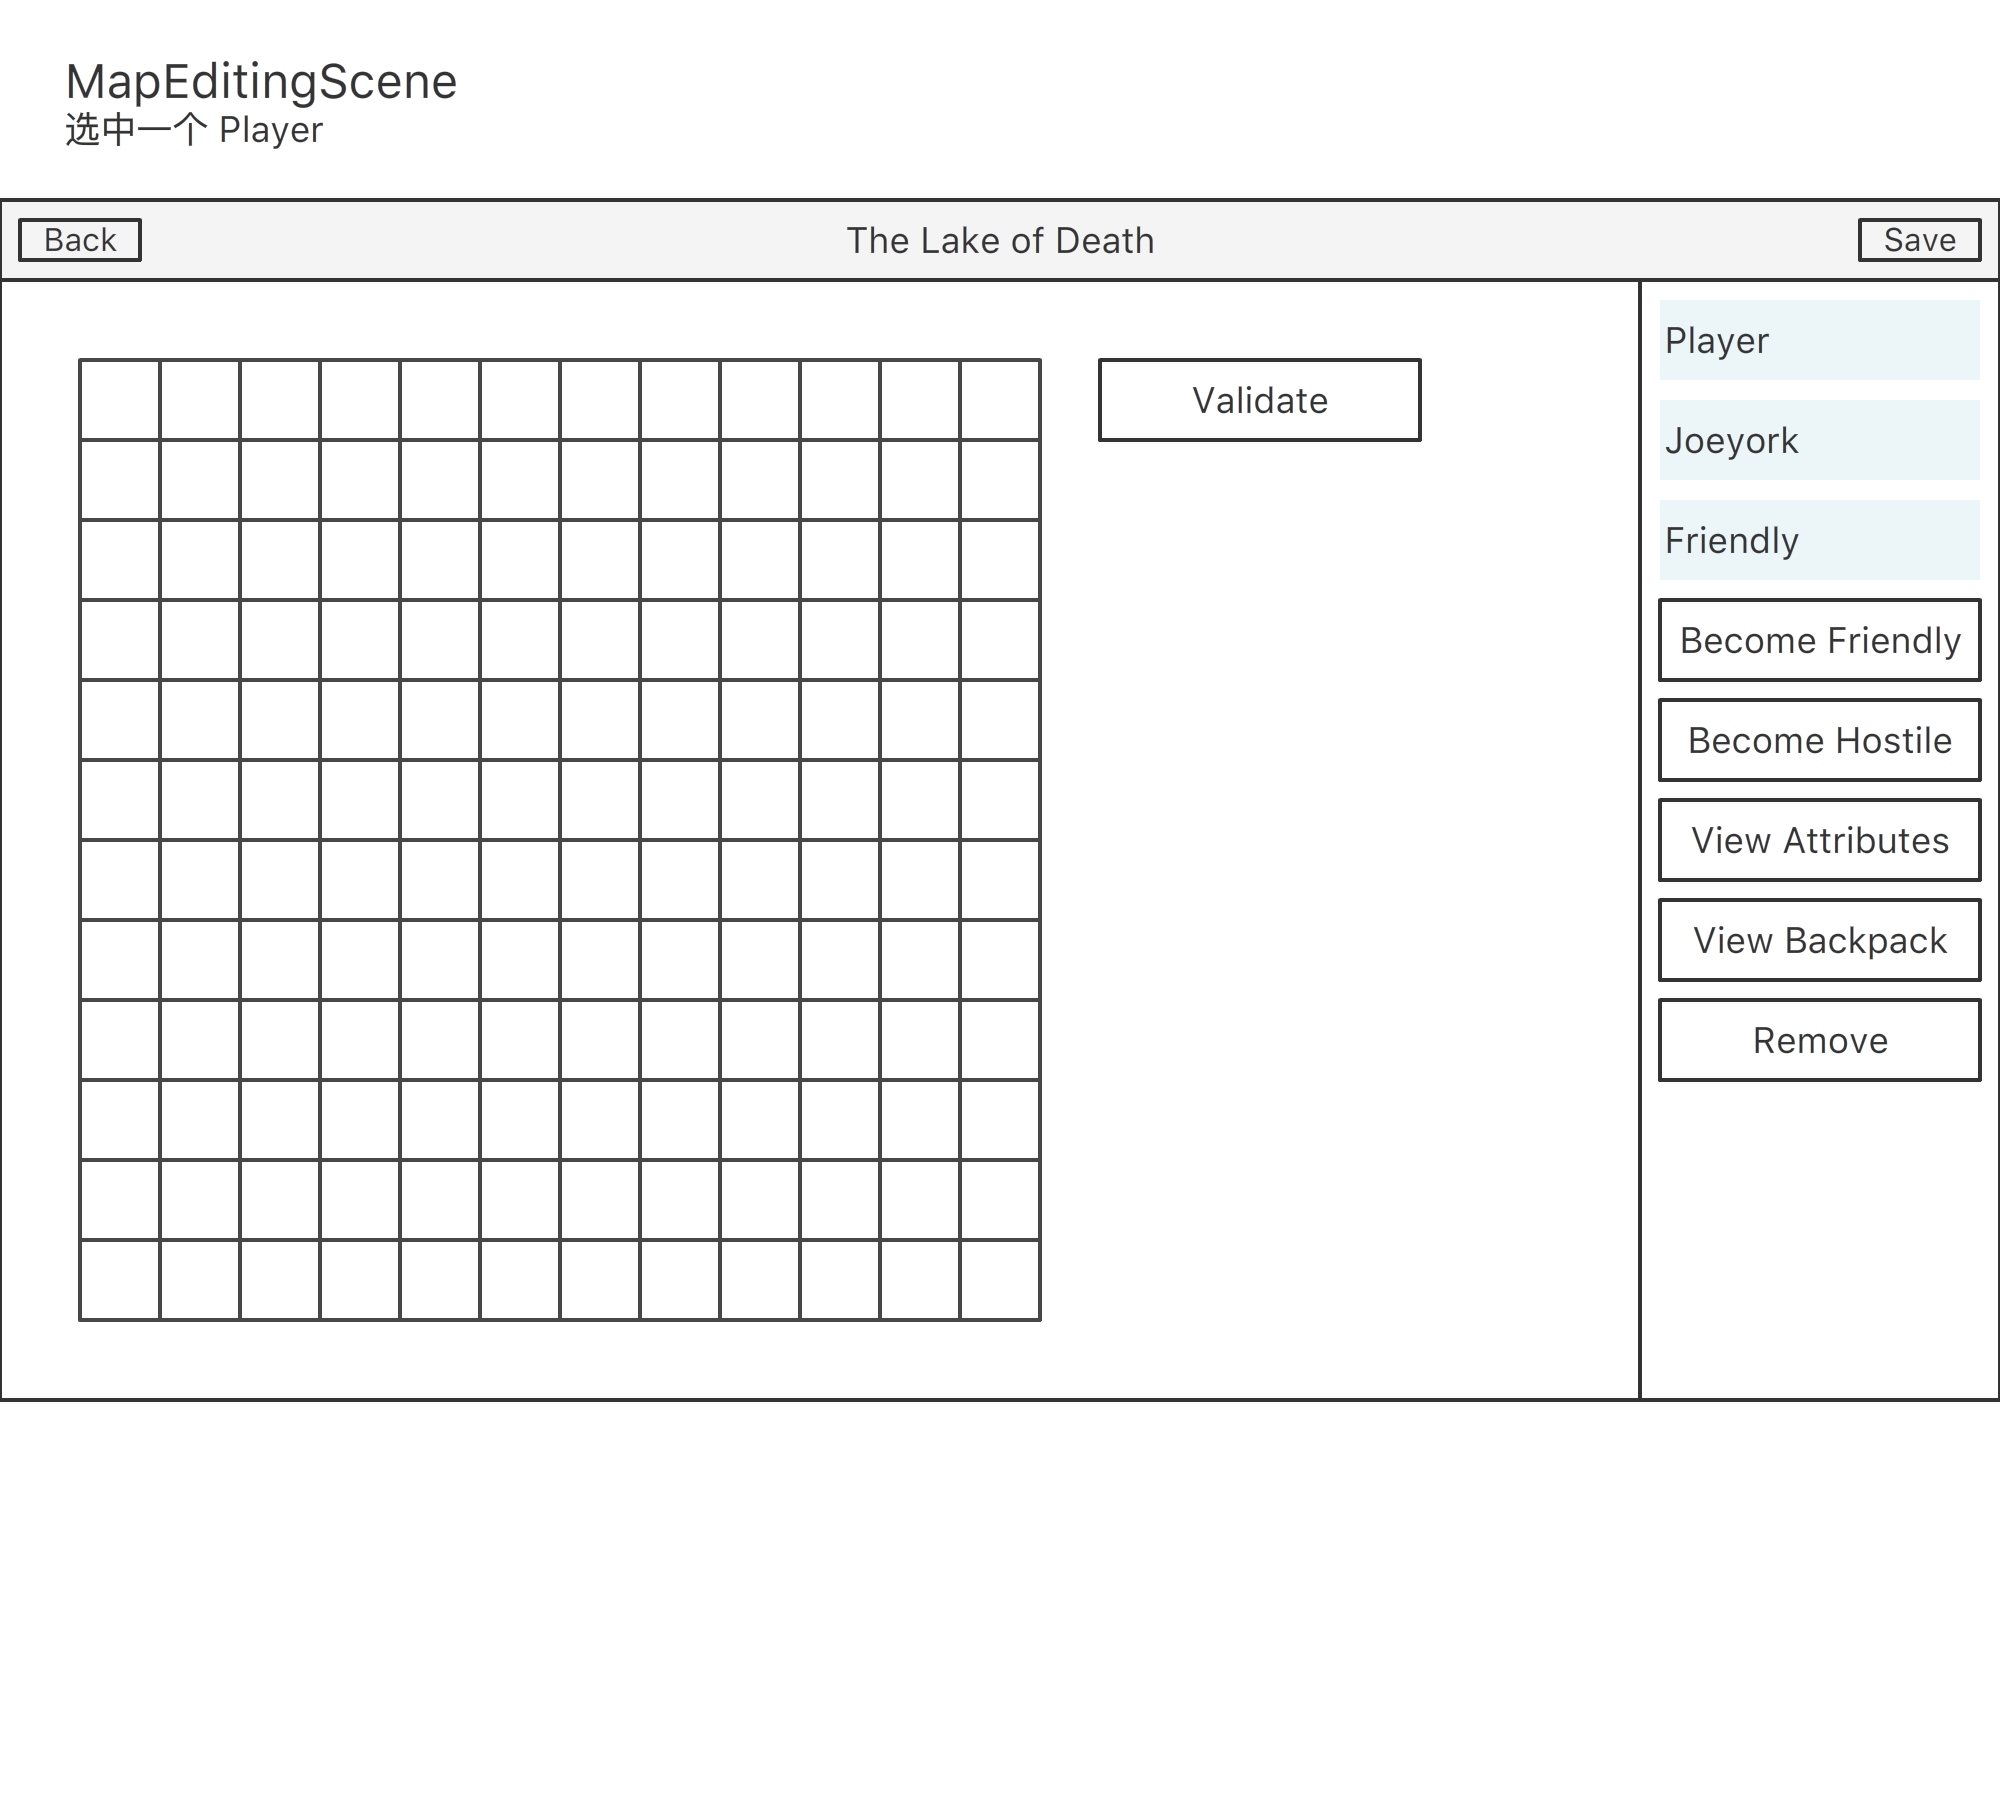 MapEditingScene
选中一个 Player
Back
The Lake of Death
Save
Validate
Player
Joeyork
Friendly
Become Friendly
Become Hostile
View Attributes
View Backpack
Remove